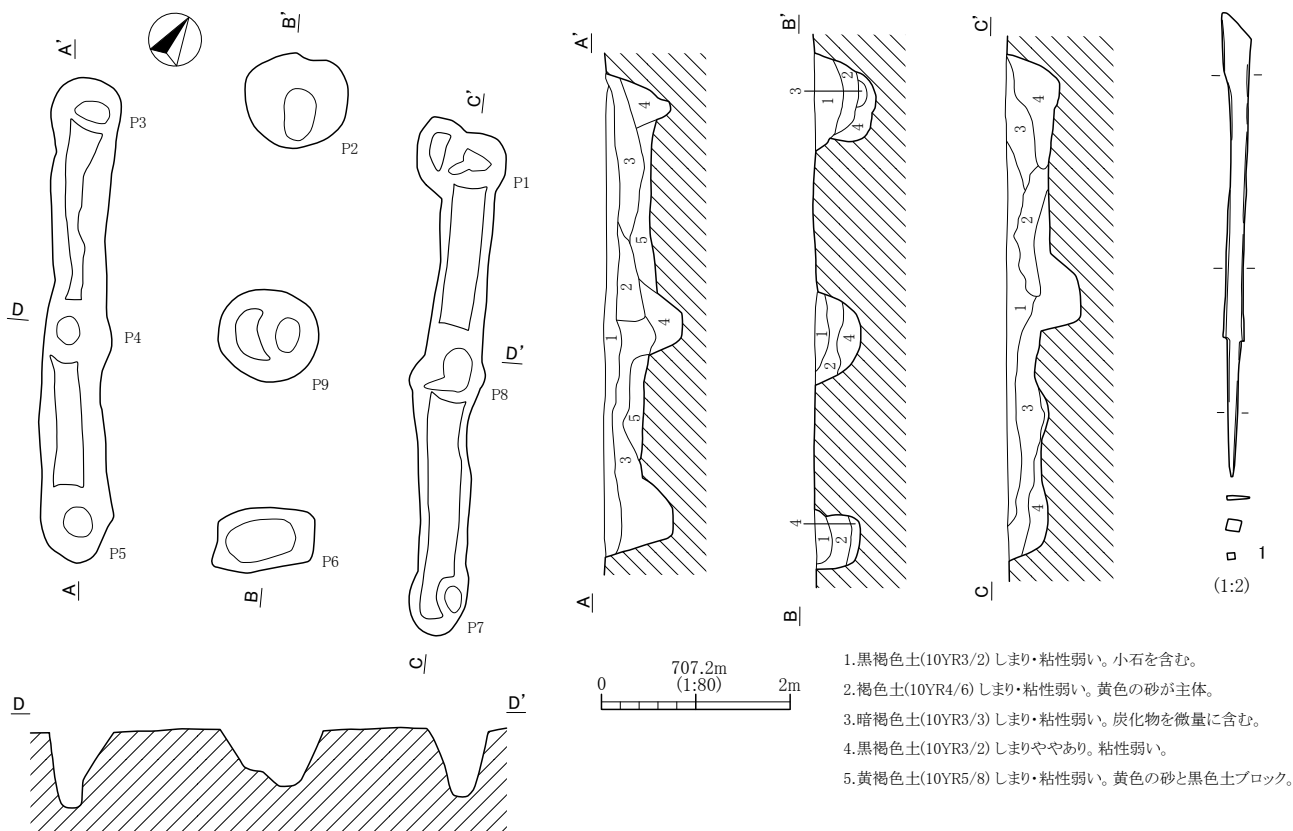 A'
B'
C'
P3
P2
P1
D
P4
P9
D'
P8
P5
P6
P7
A
B
C
A'
4
3
5
2
4
1
5
3
A
B'
2
3
1
4
1
4
2
4
1
2
B
C'
4
3
2
1
3
4
C
1
(1:2)
D
D'
707.2m
(1:80)
0
2m
1.黒褐色土(10YR3/2) しまり・粘性弱い。小石を含む。
2.褐色土(10YR4/6) しまり・粘性弱い。黄色の砂が主体。
3.暗褐色土(10YR3/3) しまり・粘性弱い。炭化物を微量に含む。
4.黒褐色土(10YR3/2) しまりややあり。粘性弱い。
5.黄褐色土(10YR5/8) しまり・粘性弱い。黄色の砂と黒色土ブロック。